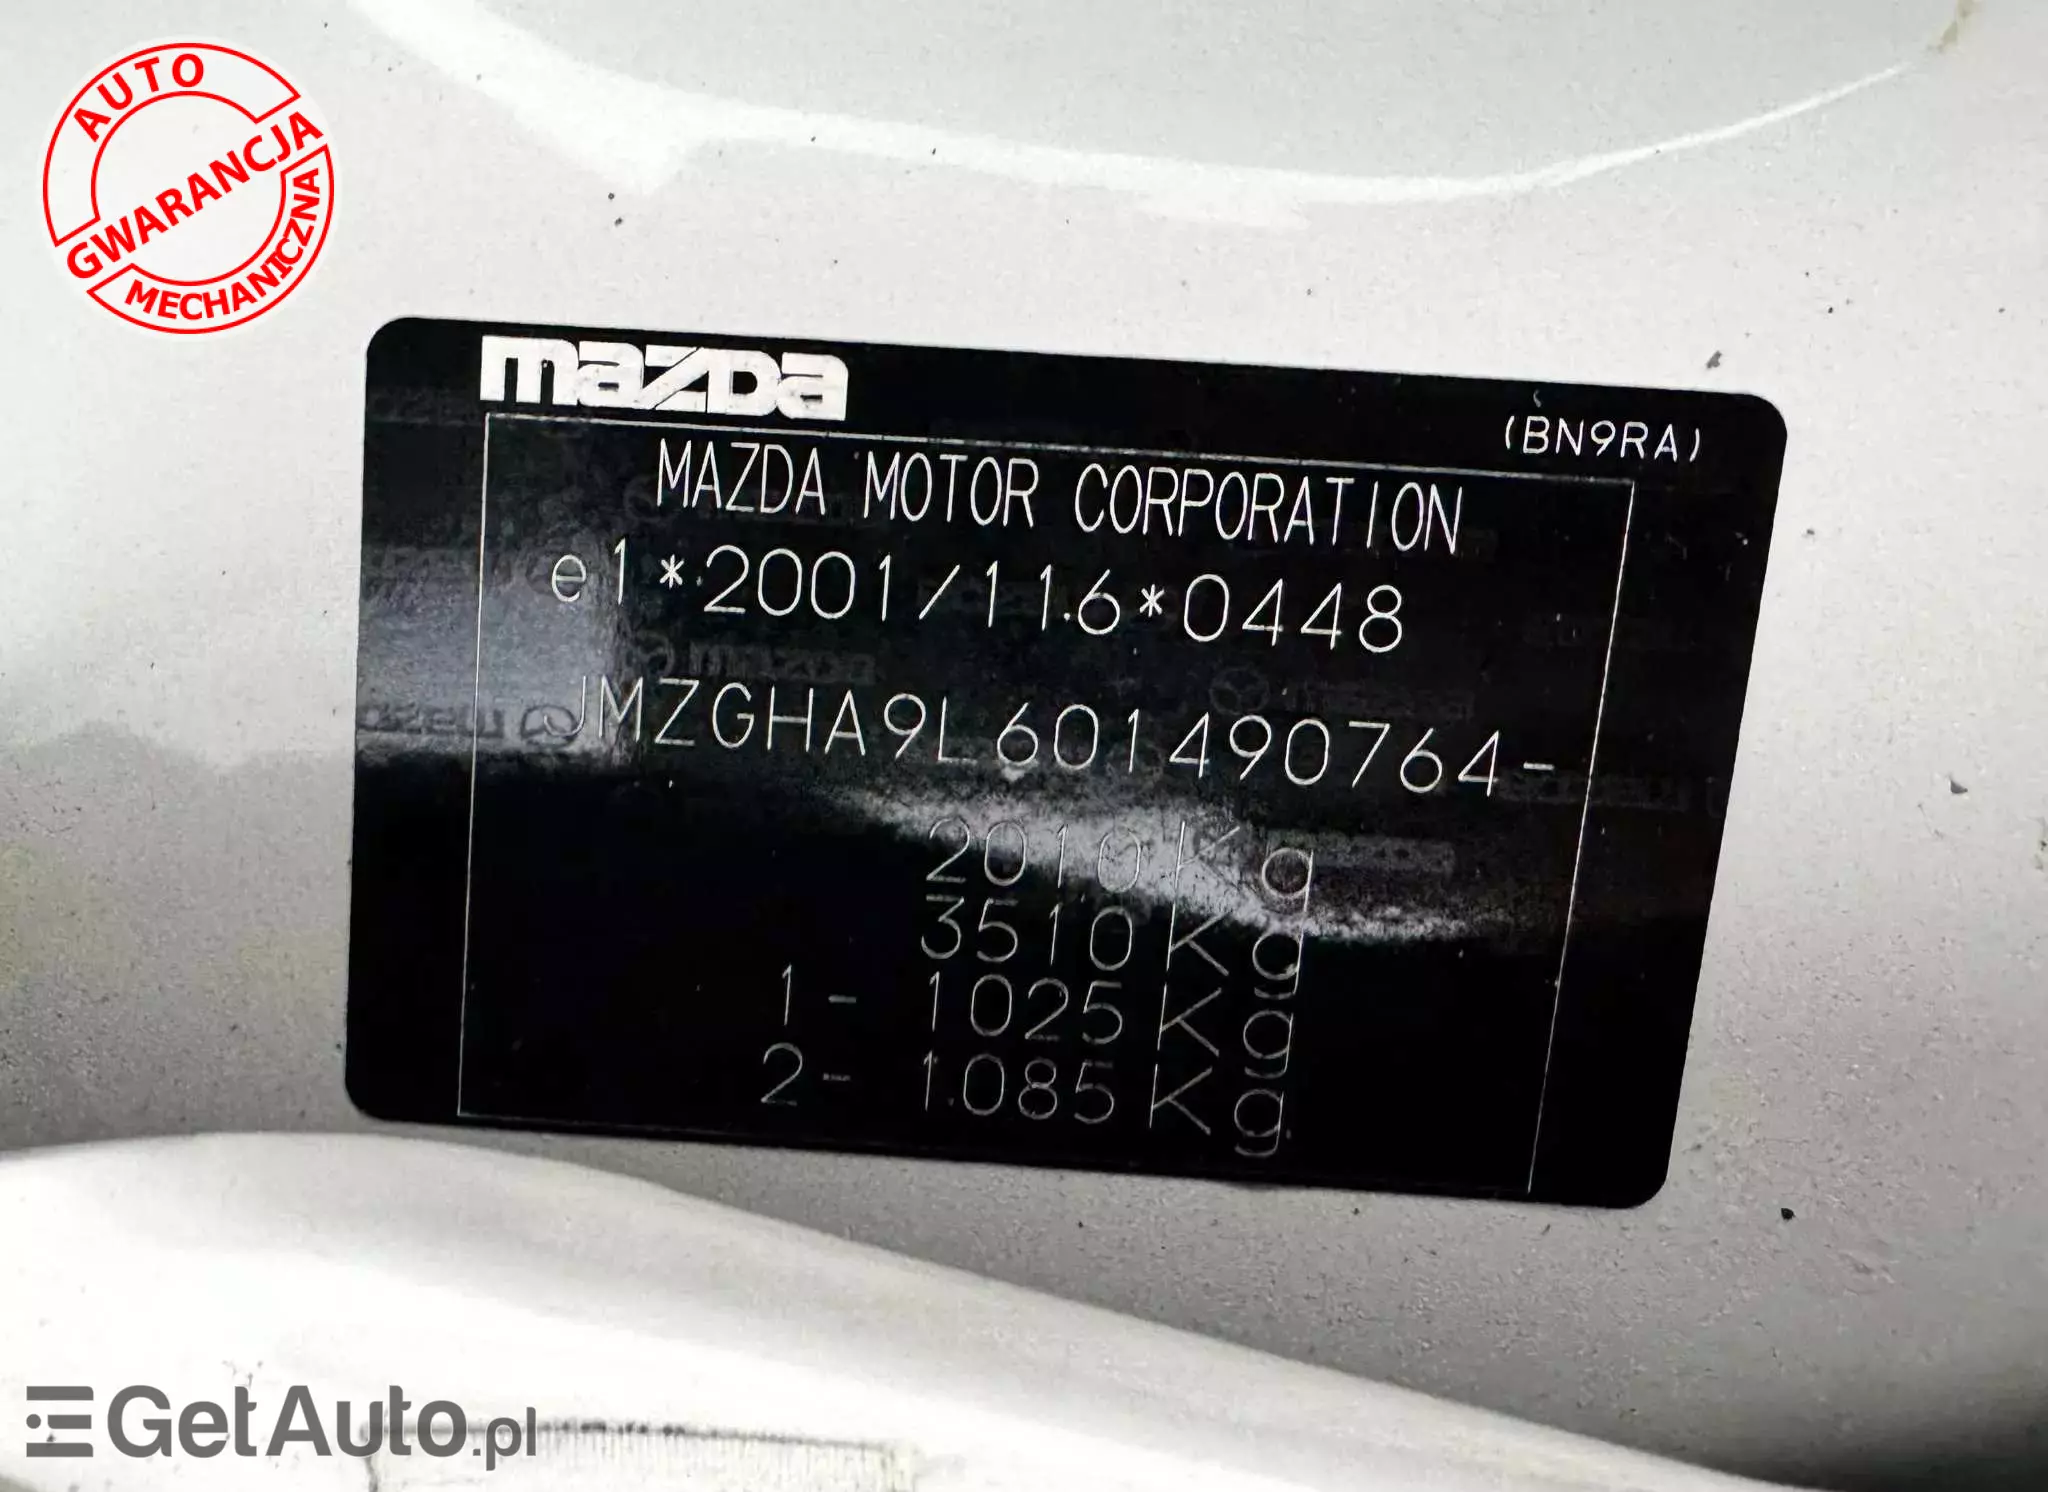 AUTO
GWARANCJA
MECHANICZNA
mazda
(BN9RA)
MAZDA MOTOR CORPORATION
e1*2001/116*0448
JMZGHA9L601490764-
2010Kg
3510Kg
1- 1025Kg
2- 1085Kg
GetAuto.pl